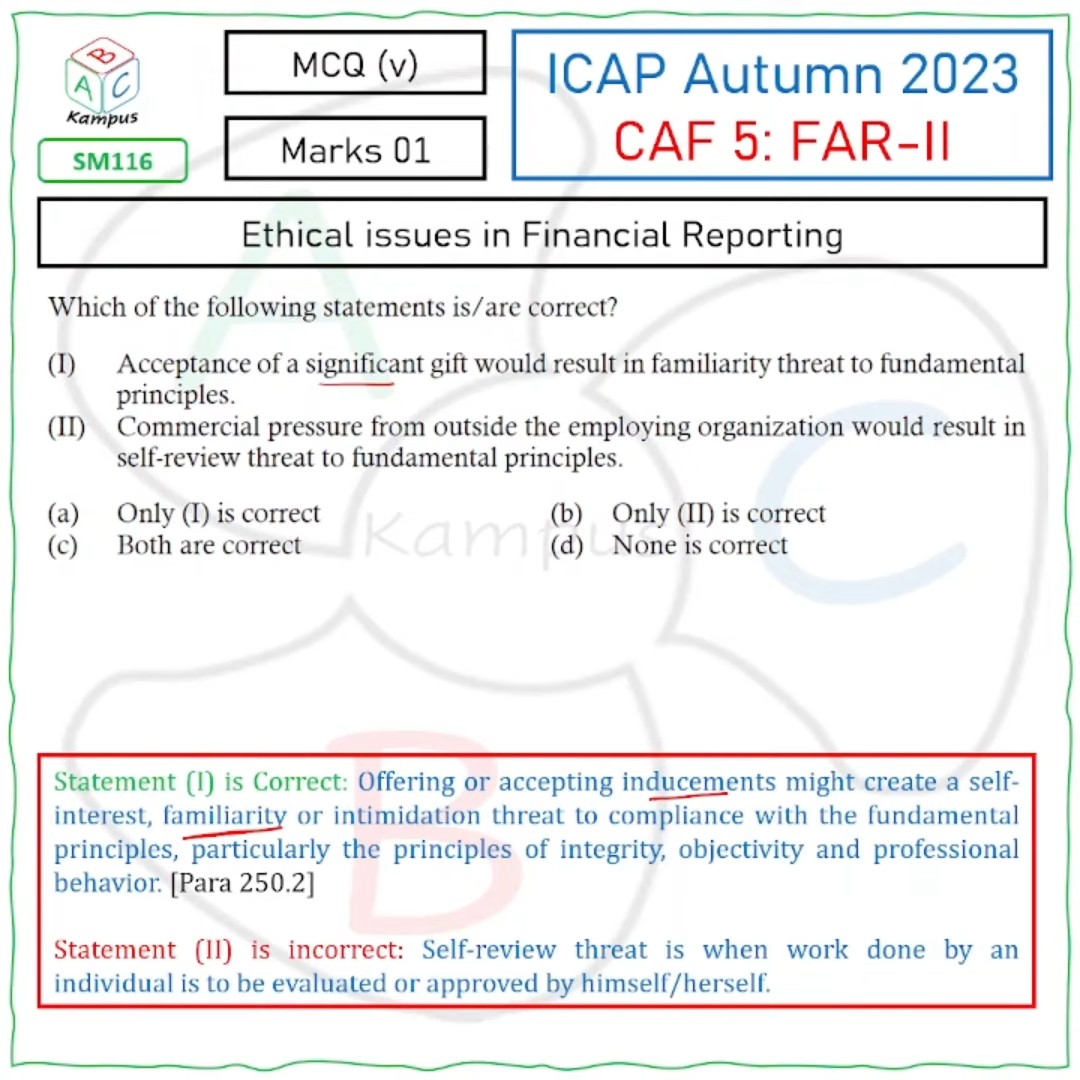 B
A C
Kampus
SM116
MCQ (v)
Marks 01
ICAP Autumn 2023
CAF 5: FAR-II
Ethical issues in Financial Reporting
Which of the following statements is/are correct?
(I) Acceptance of a significant gift would result in familiarity threat to fundamental
principles.
(II) Commercial pressure from outside the employing organization would result in
self-review threat to fundamental principles.
(a) Only (I) is correct (b) Only (II) is correct
(c) Both are correct (d) None is correct
A
Kampus
C
B
Statement (I) is Correct: Offering or accepting inducements might create a self-
interest, familiarity or intimidation threat to compliance with the fundamental
principles, particularly the principles of integrity, objectivity and professional
behavior. [Para 250.2]
Statement (II) is incorrect: Self-review threat is when work done by an
individual is to be evaluated or approved by himself/herself.